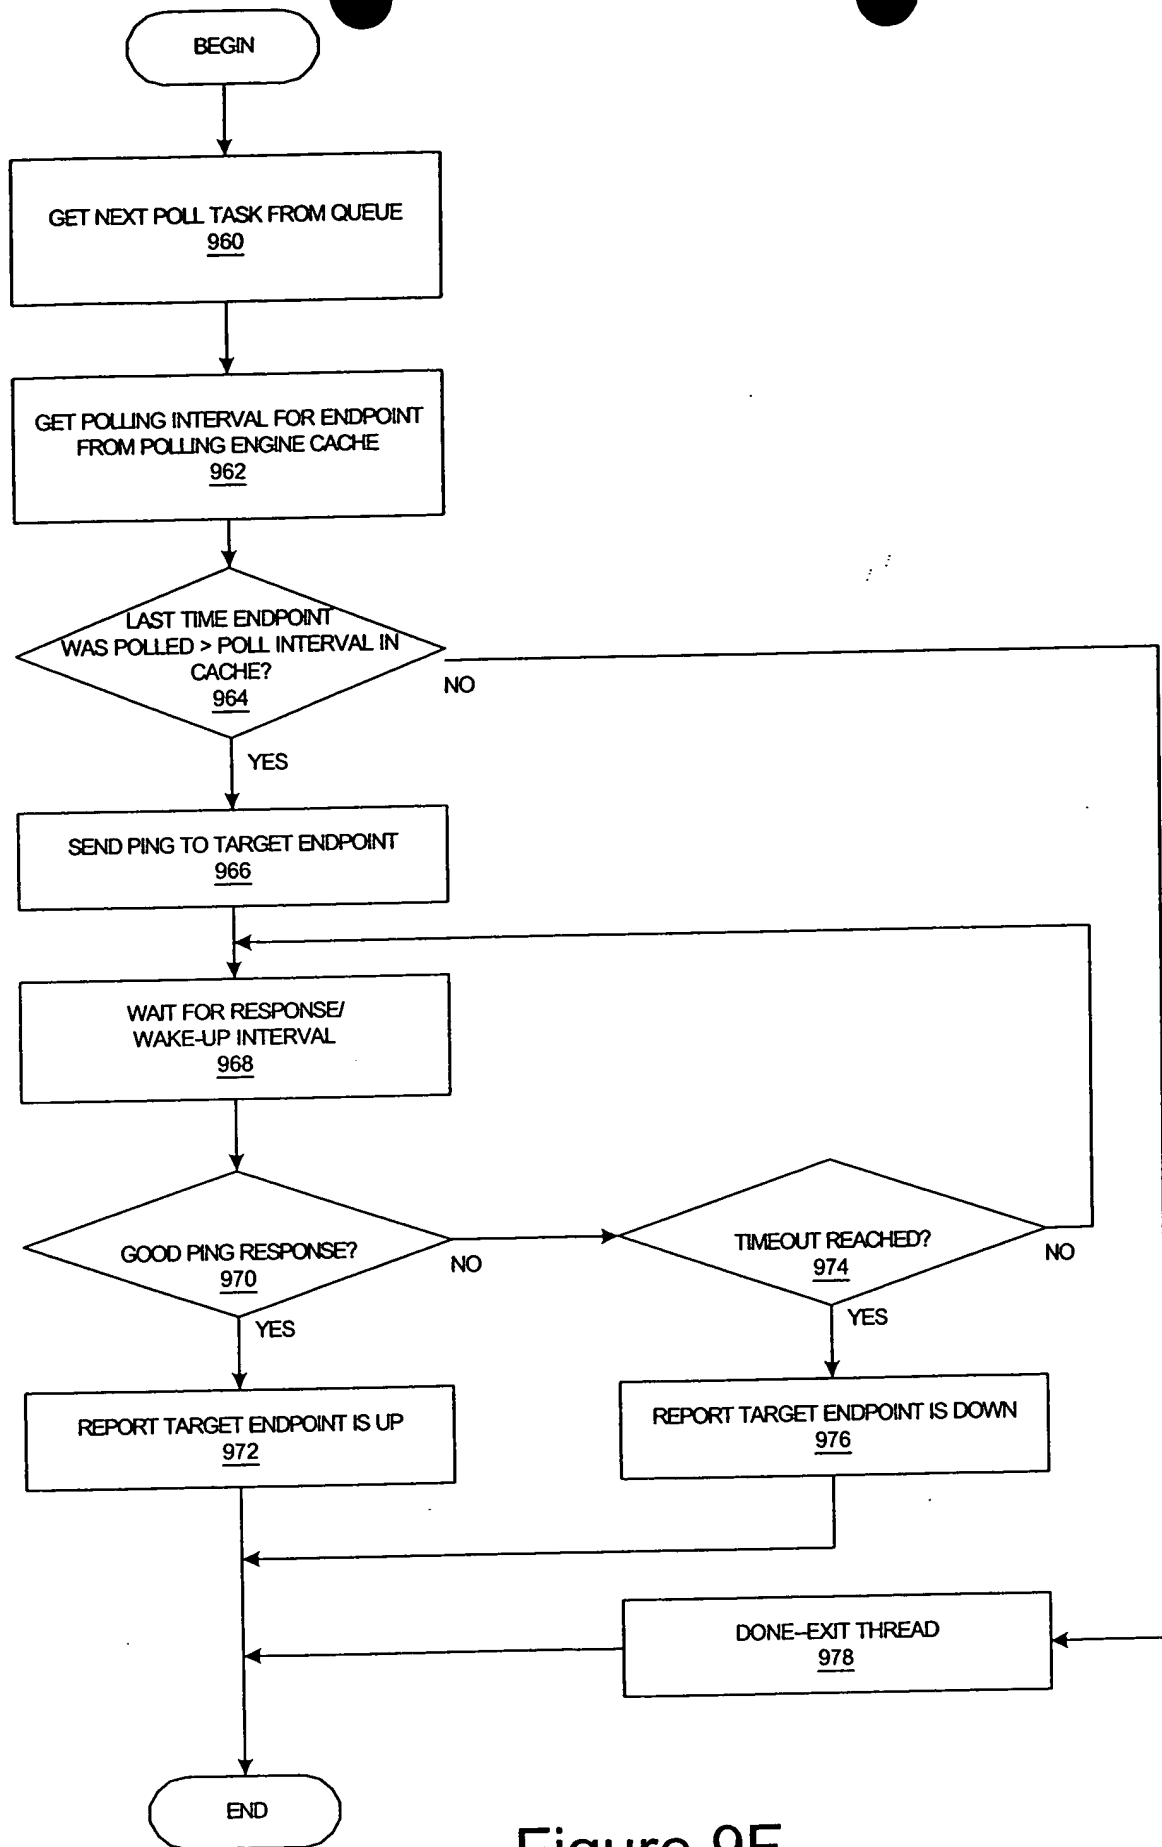 BEGIN
GET NEXT POLL TASK FROM QUEUE
960
GET POLLING INTERVAL FOR ENDPOINT
FROM POLLING ENGINE CACHE
962
LAST TIME ENDPOINT
WAS POLLED > POLL INTERVAL IN
CACHE?
964
NO
YES
SEND PING TO TARGET ENDPOINT
966
WAIT FOR RESPONSE/
WAKE-UP INTERVAL
968
GOOD PING RESPONSE?
970
NO
YES
TIMEOUT REACHED?
974
NO
YES
REPORT TARGET ENDPOINT IS UP
972
REPORT TARGET ENDPOINT IS DOWN
976
DONE--EXIT THREAD
978
END
Figure